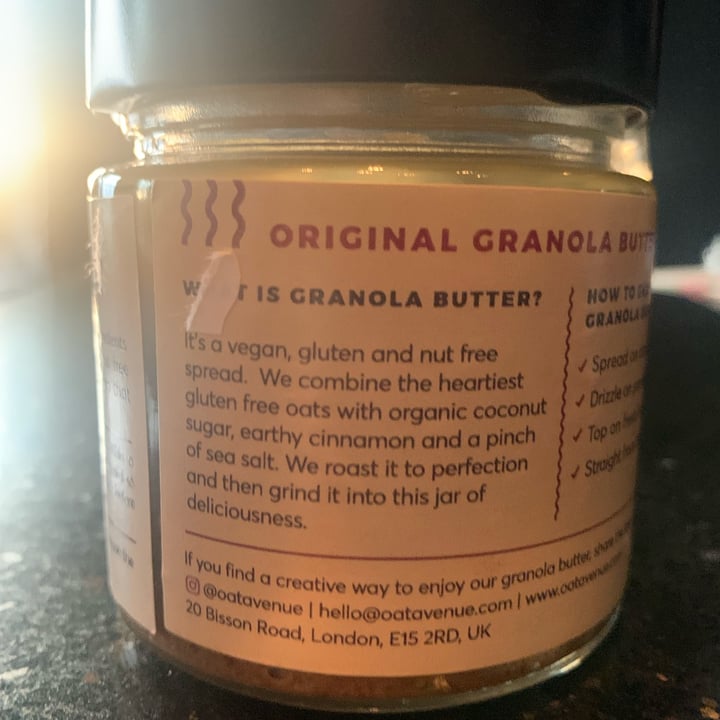 ORIGINAL GRANOLA
IS GRANOLA BUTTER?
It's a vegan, gluten and nut free
spread. We combine the heartiest
gluten free oats with organic coconut
sugar, earthy cinnamon and a pinch
of sea salt. We roast it to perfection
and then grind it into this jar of
deliciousness.
HOW TO
GRANOLA
✓ Spread on
✓ Drizzle on
✓ Top on
✓ Straight
If you find a creative way to enjoy our granola butter, share
@oatavenue | hello@oatavenue.com | www.oatavenue
20 Bisson Road, London, E15 2RD, UK